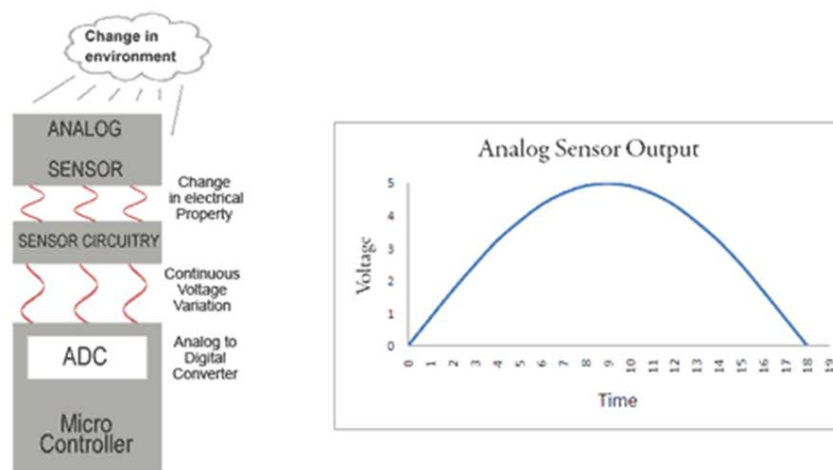 Change in
environment
ANALOG
SENSOR
Change
in electrical
Property
SENSOR CIRCUITRY
Continuous
Voltage
Variation
ADC
Analog to
Digital
Converter
Micro
Controller
Analog Sensor Output
Voltage
5
4
3
2
1
0
0 1 2 3 4 5 6 7 8 9 10 11 12 13 14 15 16 17 18 19
Time